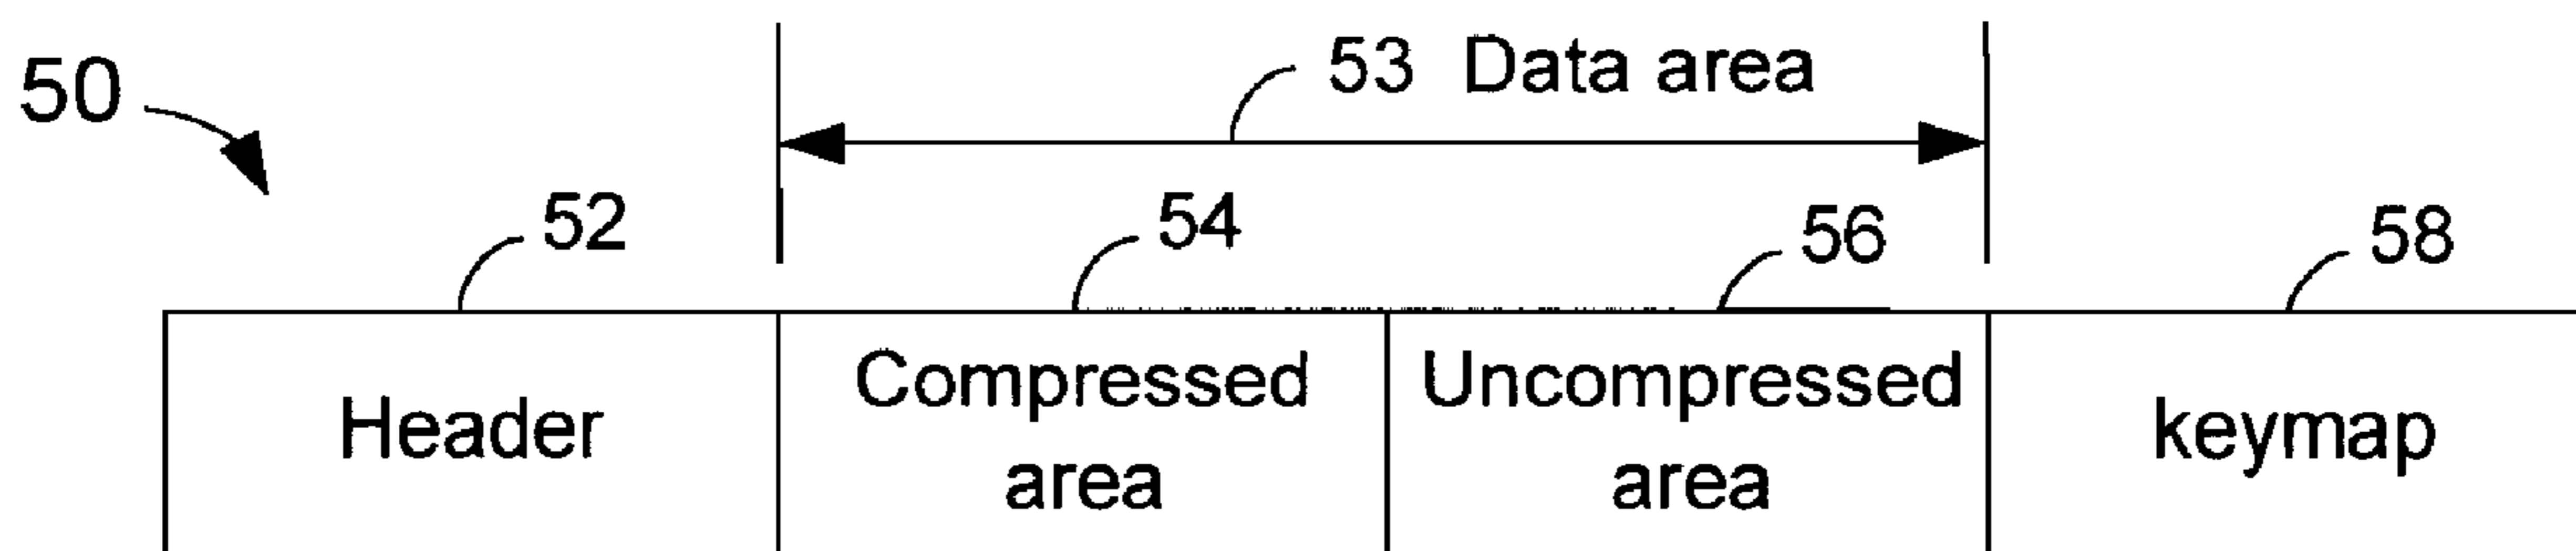 50
53 Data area
52
54
56
58
Header
Compressed area
Uncompressed area
keymap